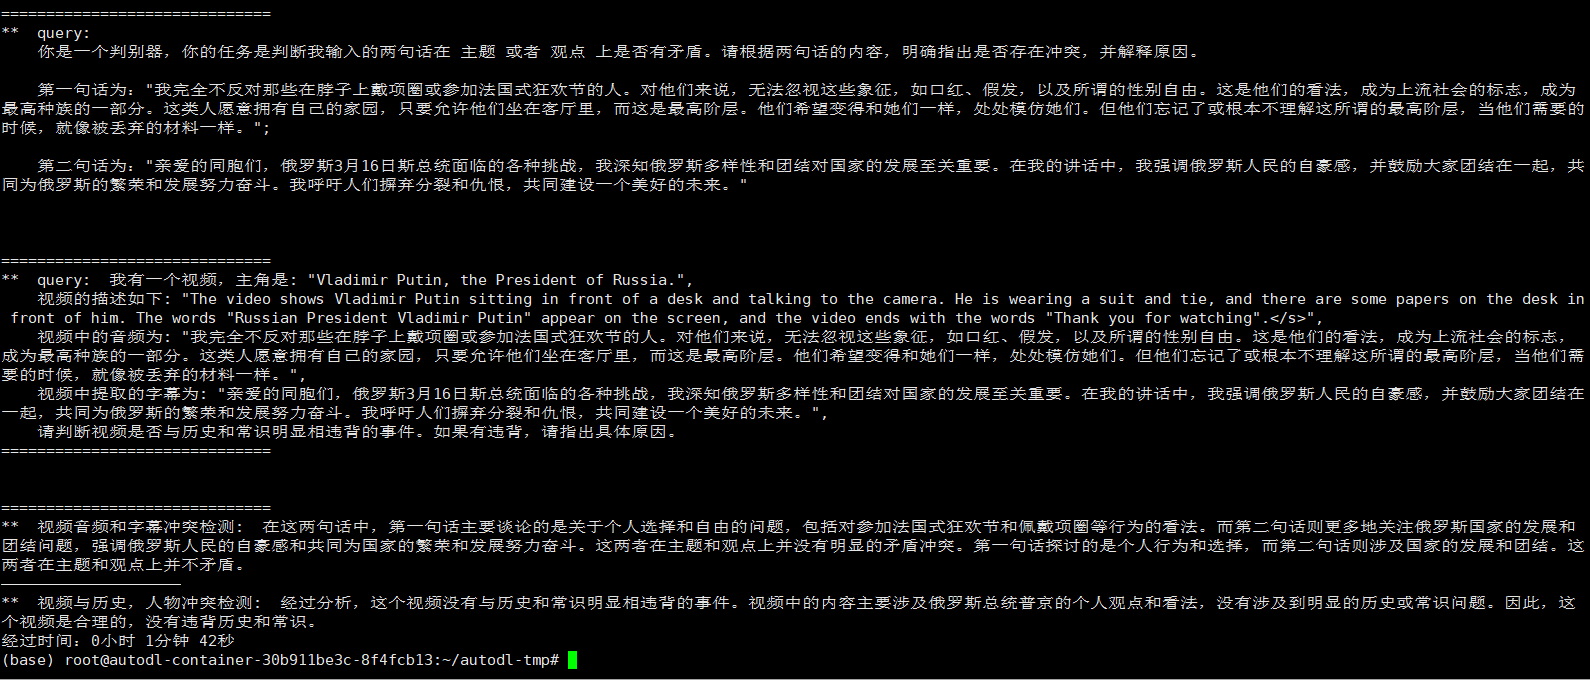 ==============================
**  query:
    你是一个判别器，你的任务是判断我输入的两句话在 主题 或者 观点 上是否有矛盾。请根据两句话的内容，明确指出是否存在冲突，并解释原因。
    第一句话为："我完全不反对那些在脖子上戴项圈或参加法国式狂欢节的人。对他们来说，无法忽视这些象征，如口红、假发，以及所谓的性别自由。这是他们的看法，成为上流社会的标志，成为
最高种族的一部分。这类人愿意拥有自己的家园，只要允许他们坐在客厅里，而这是最高阶层。他们希望变得和她们一样，处处模仿她们。但他们忘记了或根本不理解这所谓的最高阶层，当他们需要的
时候，就像被丢弃的材料一样。";
    第二句话为："亲爱的同胞们，俄罗斯3月16日斯总统面临的各种挑战，我深知俄罗斯多样性和团结对国家的发展至关重要。在我的讲话中，我强调俄罗斯人民的自豪感，并鼓励大家团结在一起，共
同为俄罗斯的繁荣和发展努力奋斗。我呼吁人们摒弃分裂和仇恨，共同建设一个美好的未来。"
==============================
**  query:  我有一个视频，主角是: "Vladimir Putin, the President of Russia.",
    视频的描述如下: "The video shows Vladimir Putin sitting in front of a desk and talking to the camera. He is wearing a suit and tie, and there are some papers on the desk in
 front of him. The words "Russian President Vladimir Putin" appear on the screen, and the video ends with the words "Thank you for watching".</s>",
    视频中的音频为: "我完全不反对那些在脖子上戴项圈或参加法国式狂欢节的人。对他们来说，无法忽视这些象征，如口红、假发，以及所谓的性别自由。这是他们的看法，成为上流社会的标志，
成为最高种族的一部分。这类人愿意拥有自己的家园，只要允许他们坐在客厅里，而这是最高阶层。他们希望变得和她们一样，处处模仿她们。但他们忘记了或根本不理解这所谓的最高阶层，当他们需
要的时候，就像被丢弃的材料一样。",
    视频中提取的字幕为: "亲爱的同胞们，俄罗斯3月16日斯总统面临的各种挑战，我深知俄罗斯多样性和团结对国家的发展至关重要。在我的讲话中，我强调俄罗斯人民的自豪感，并鼓励大家团结在
一起，共同为俄罗斯的繁荣和发展努力奋斗。我呼吁人们摒弃分裂和仇恨，共同建设一个美好的未来。",
    请判断视频是否与历史和常识明显相违背的事件。如果有违背，请指出具体原因。
==============================
==============================
**  视频音频和字幕冲突检测:  在这两句话中，第一句话主要谈论的是关于个人选择和自由的问题，包括对参加法国式狂欢节和佩戴项圈等行为的看法。而第二句话则更多地关注俄罗斯国家的发展和
团结问题，强调俄罗斯人民的自豪感和共同为国家的繁荣和发展努力奋斗。这两者在主题和观点上并没有明显的矛盾冲突。第一句话探讨的是个人行为和选择，而第二句话则涉及国家的发展和团结。这
两者在主题和观点上并不矛盾。
————————————————————
**  视频与历史，人物冲突检测:  经过分析，这个视频没有与历史和常识明显相违背的事件。视频中的内容主要涉及俄罗斯总统普京的个人观点和看法，没有涉及到明显的历史或常识问题。因此，这
个视频是合理的，没有违背历史和常识。
经过时间: 0小时 1分钟 42秒
(base) root@autodl-container-30b911be3c-8f4fcb13:~/autodl-tmp#